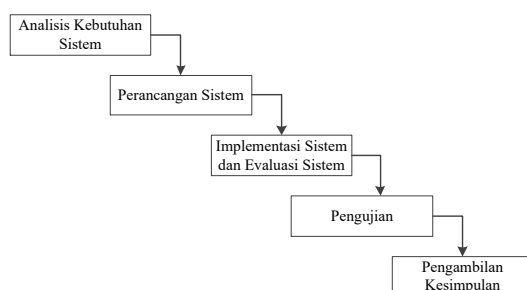 Analisis Kebutuhan
Sistem
Perancangan Sistem
Implementasi Sistem
dan Evaluasi Sistem
Pengujian
Pengambilan
Kesimpulan